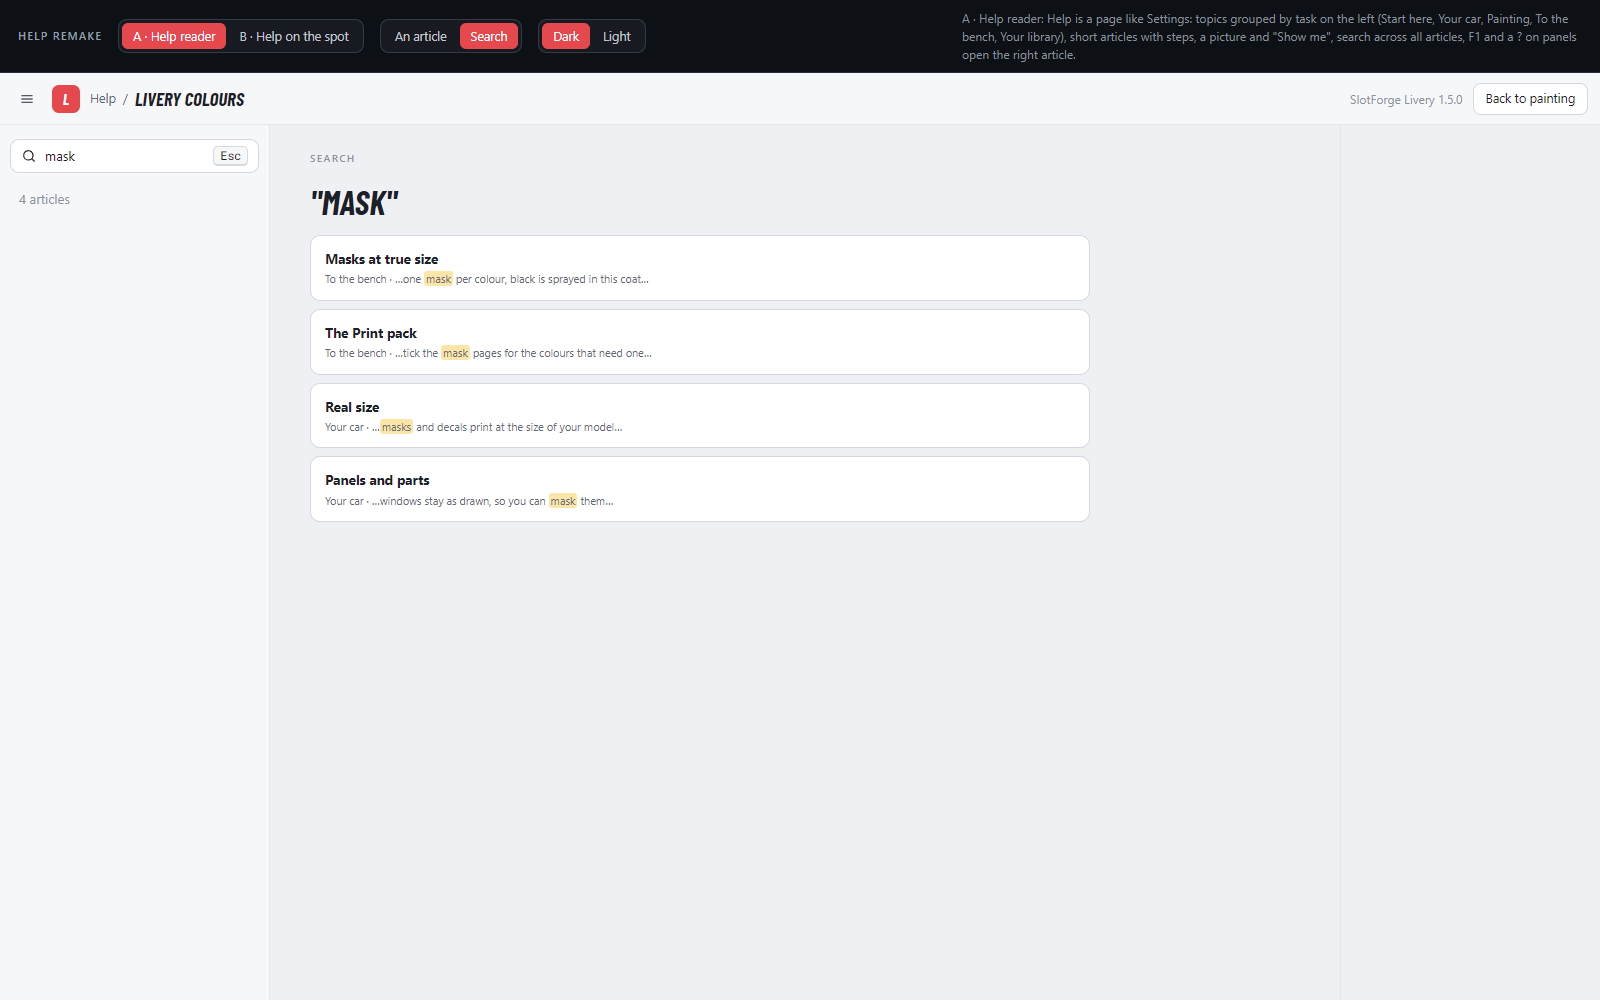 HELP REMAKE
A · Help reader
B · Help on the spot
An article
Search
Dark
Light
A · Help reader: Help is a page like Settings: topics grouped by task on the left (Start here, Your car, Painting, To the
bench, Your library), short articles with steps, a picture and "Show me", search across all articles, F1 and a ? on panels
open the right article.
L
Help / LIVERY COLOURS
SlotForge Livery 1.5.0
Back to painting
mask
Esc
4 articles
SEARCH
"MASK"
Masks at true size
To the bench · ...one mask per colour, black is sprayed in this coat...
The Print pack
To the bench · ...tick the mask pages for the colours that need one...
Real size
Your car · ...masks and decals print at the size of your model...
Panels and parts
Your car · ...windows stay as drawn, so you can mask them...